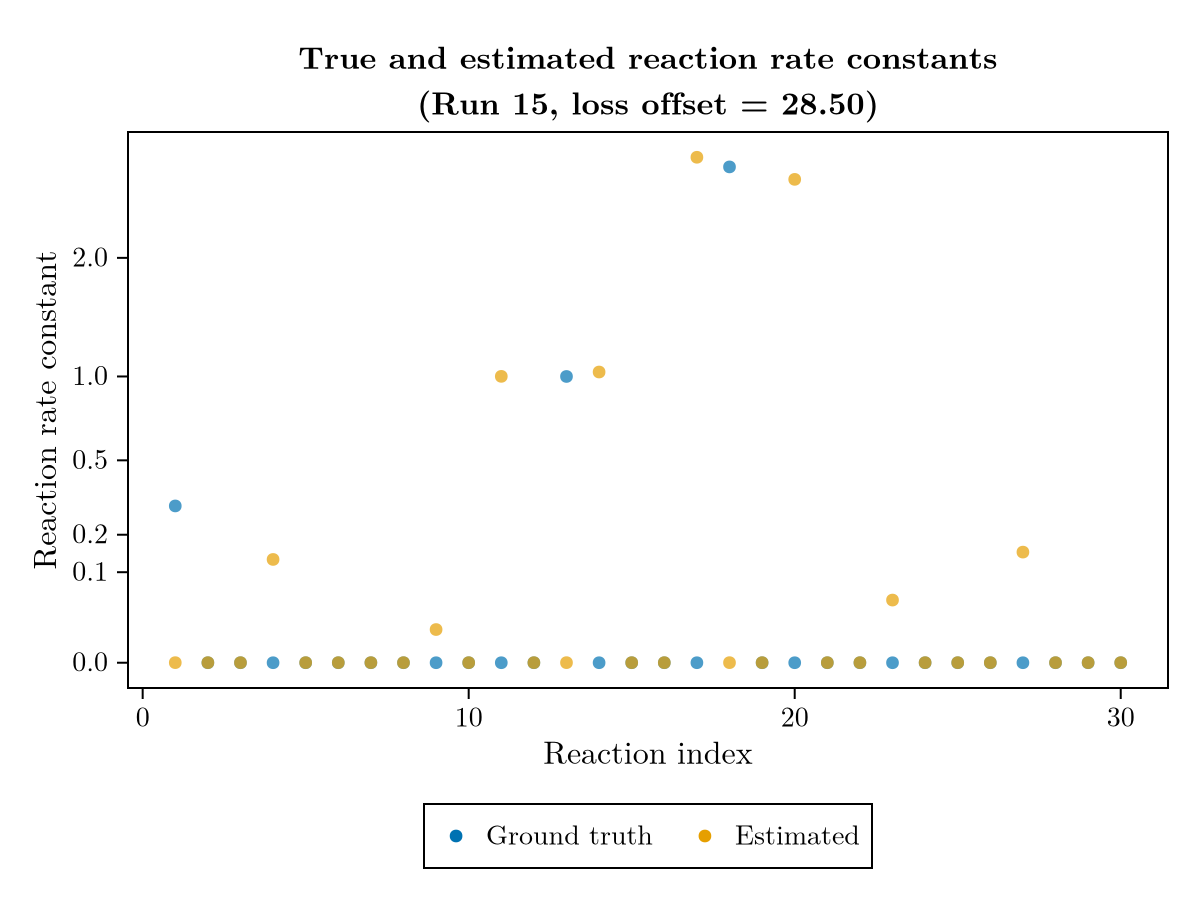 True and estimated reaction rate constants
(Run 15, loss offset = 28.50)
Reaction rate constant
2.0
1.0
0.5
0.2
0.1
0.0
0 10 20 30
Reaction index
Ground truth Estimated